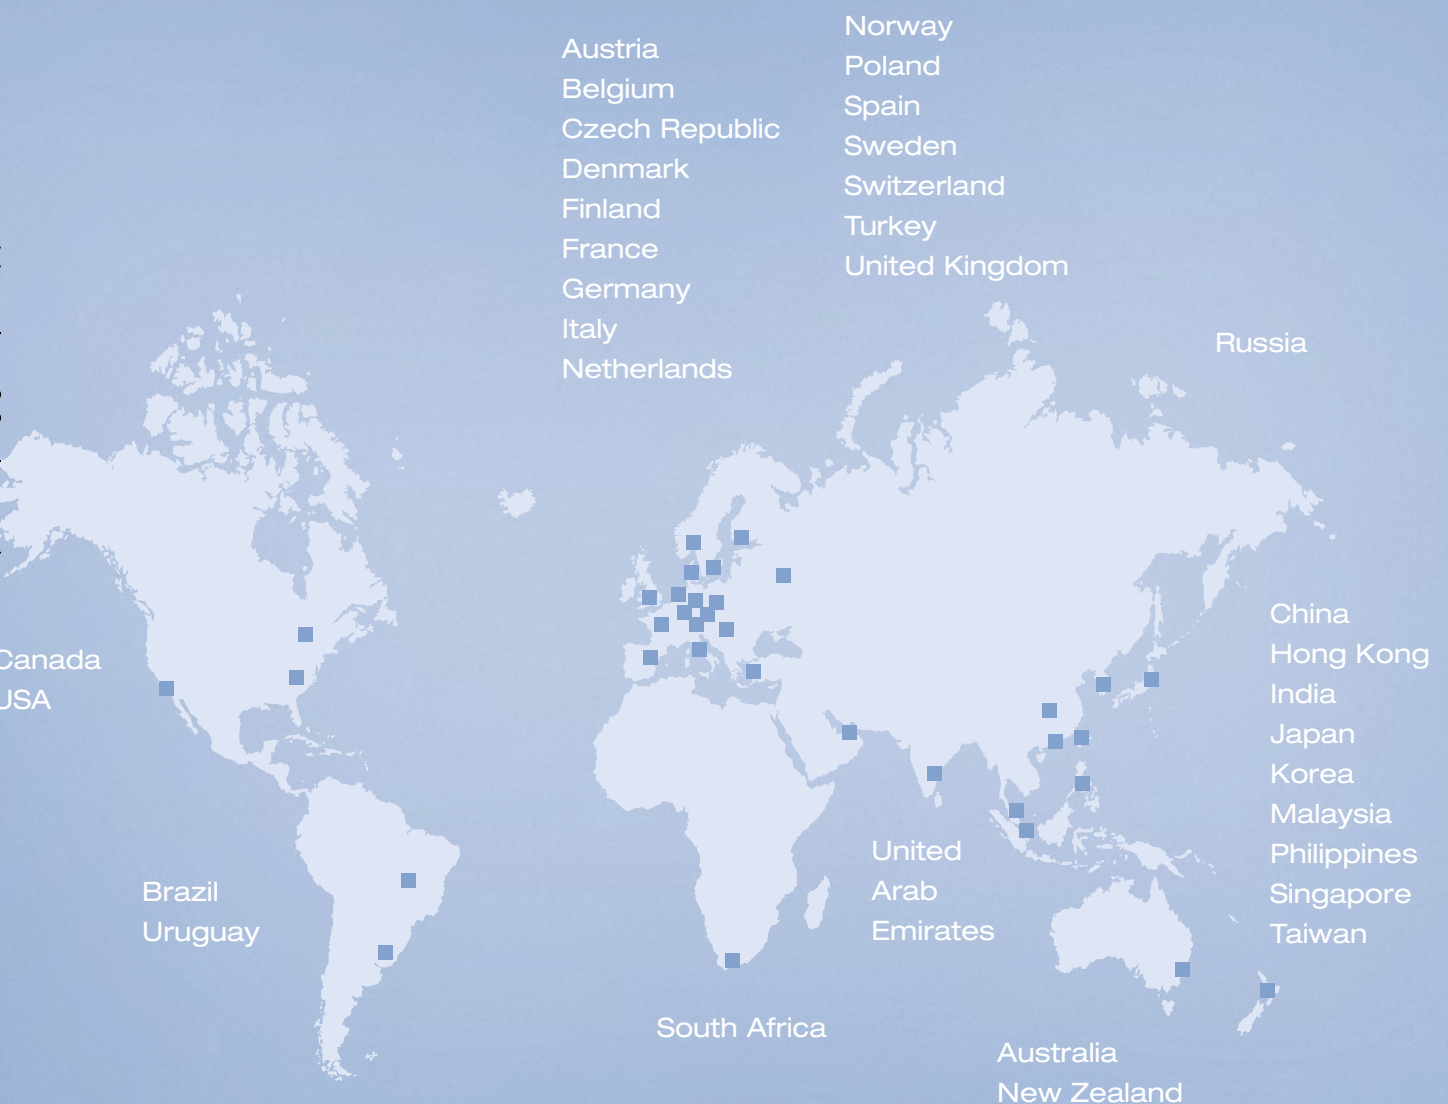 Austria
Belgium
Czech Republic
Denmark
Finland
France
Germany
Italy
Netherlands
Norway
Poland
Spain
Sweden
Switzerland
Turkey
United Kingdom
Russia
Canada
USA
China
Hong Kong
India
Japan
Korea
Malaysia
Philippines
Singapore
Taiwan
Brazil
Uruguay
United
Arab
Emirates
South Africa
Australia
New Zealand